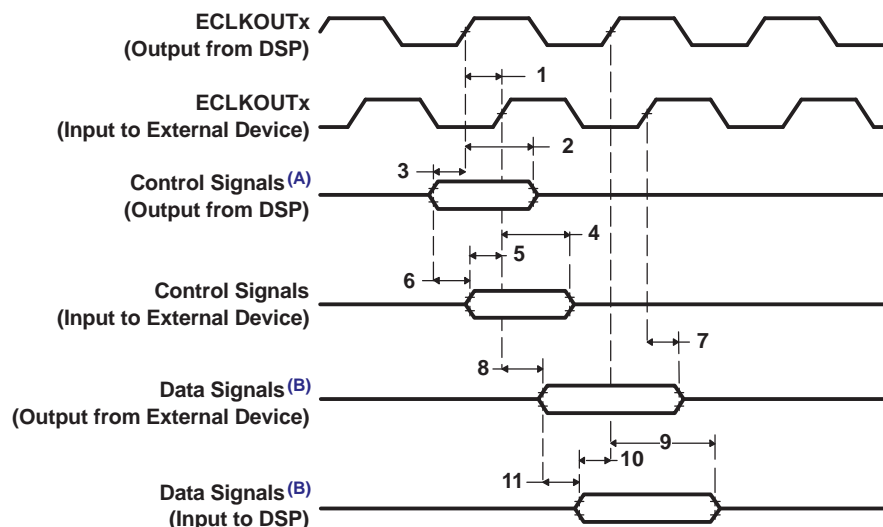 ECLKOUTx
(Output from DSP)
1
ECLKOUTx
(Input to External Device)
2
3
Control Signals (A)
(Output from DSP)
4
5
6
Control Signals
(Input to External Device)
7
8
Data Signals (B)
(Output from External Device)
9
10
11
Data Signals (B)
(Input to DSP)